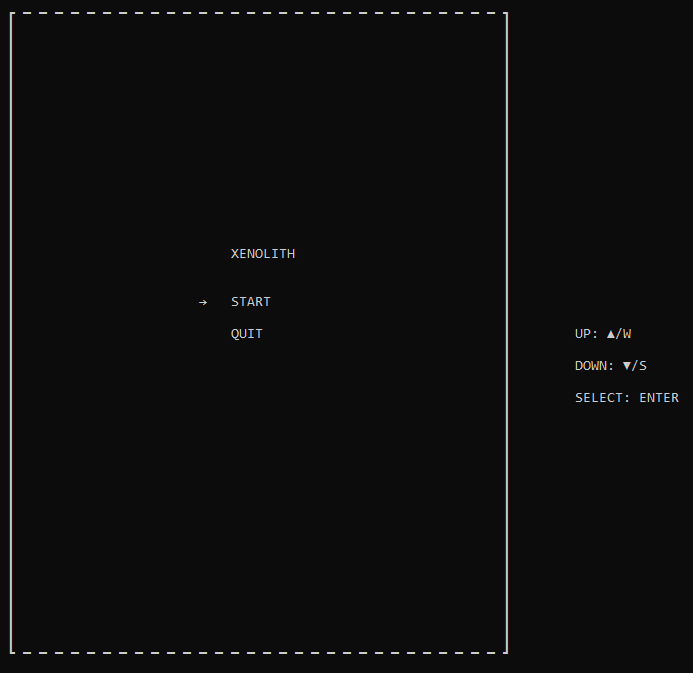 XENOLITH
→ START
QUIT
UP: ▲/W
DOWN: ▼/S
SELECT: ENTER